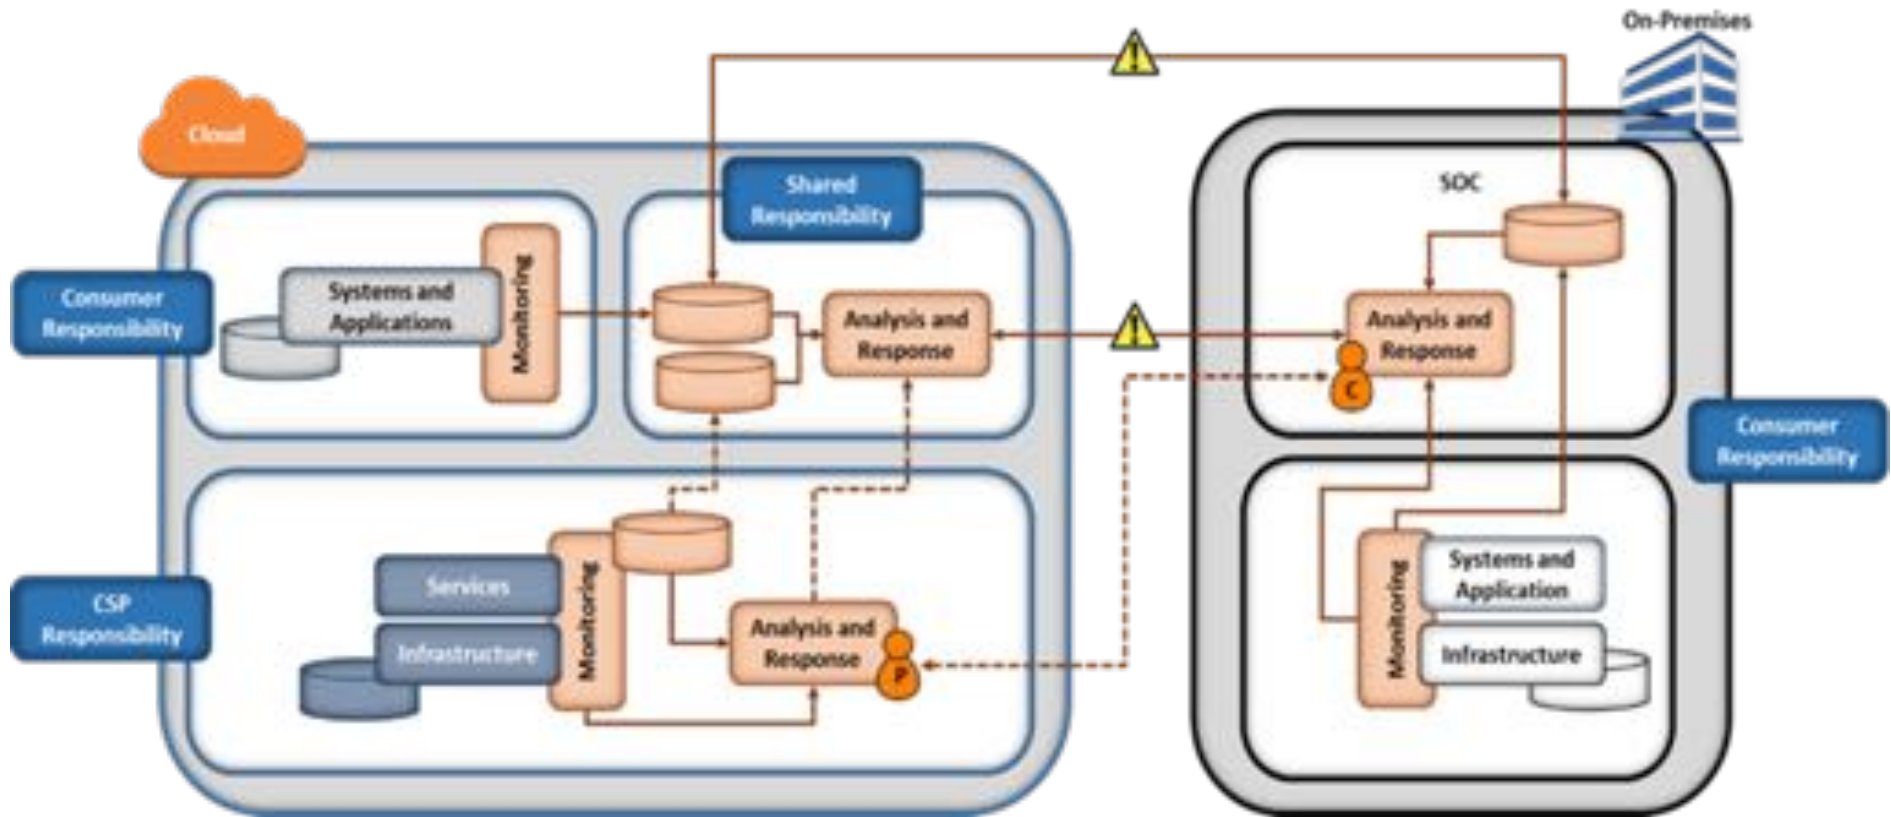 On-Premises
Cloud
Shared
Responsibility
SOC
Consumer
Responsibility
Systems and
Applications
Monitoring
Analysis and
Response
Analysis and
Response
C
Consumer
Responsibility
CSP
Responsibility
Services
Infrastructure
Monitoring
Analysis and
Response
P
Monitoring
Systems and
Application
Infrastructure